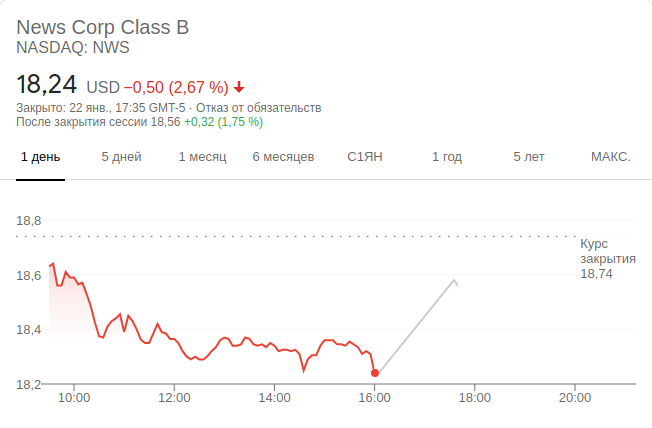 News Corp Class B
NASDAQ: NWS
18,24 USD −0,50 (2,67 %)
Закрыто: 22 янв., 17:35 GMT-5 · Отказ от обязательств
После закрытия сессии 18,56 +0,32 (1,75 %)
1 день 5 дней 1 месяц 6 месяцев С1ЯН 1 год 5 лет МАКС.
18,8
Курс
закрытия
18,74
18,6
18,4
18,2
10:00 12:00 14:00 16:00 18:00 20:00